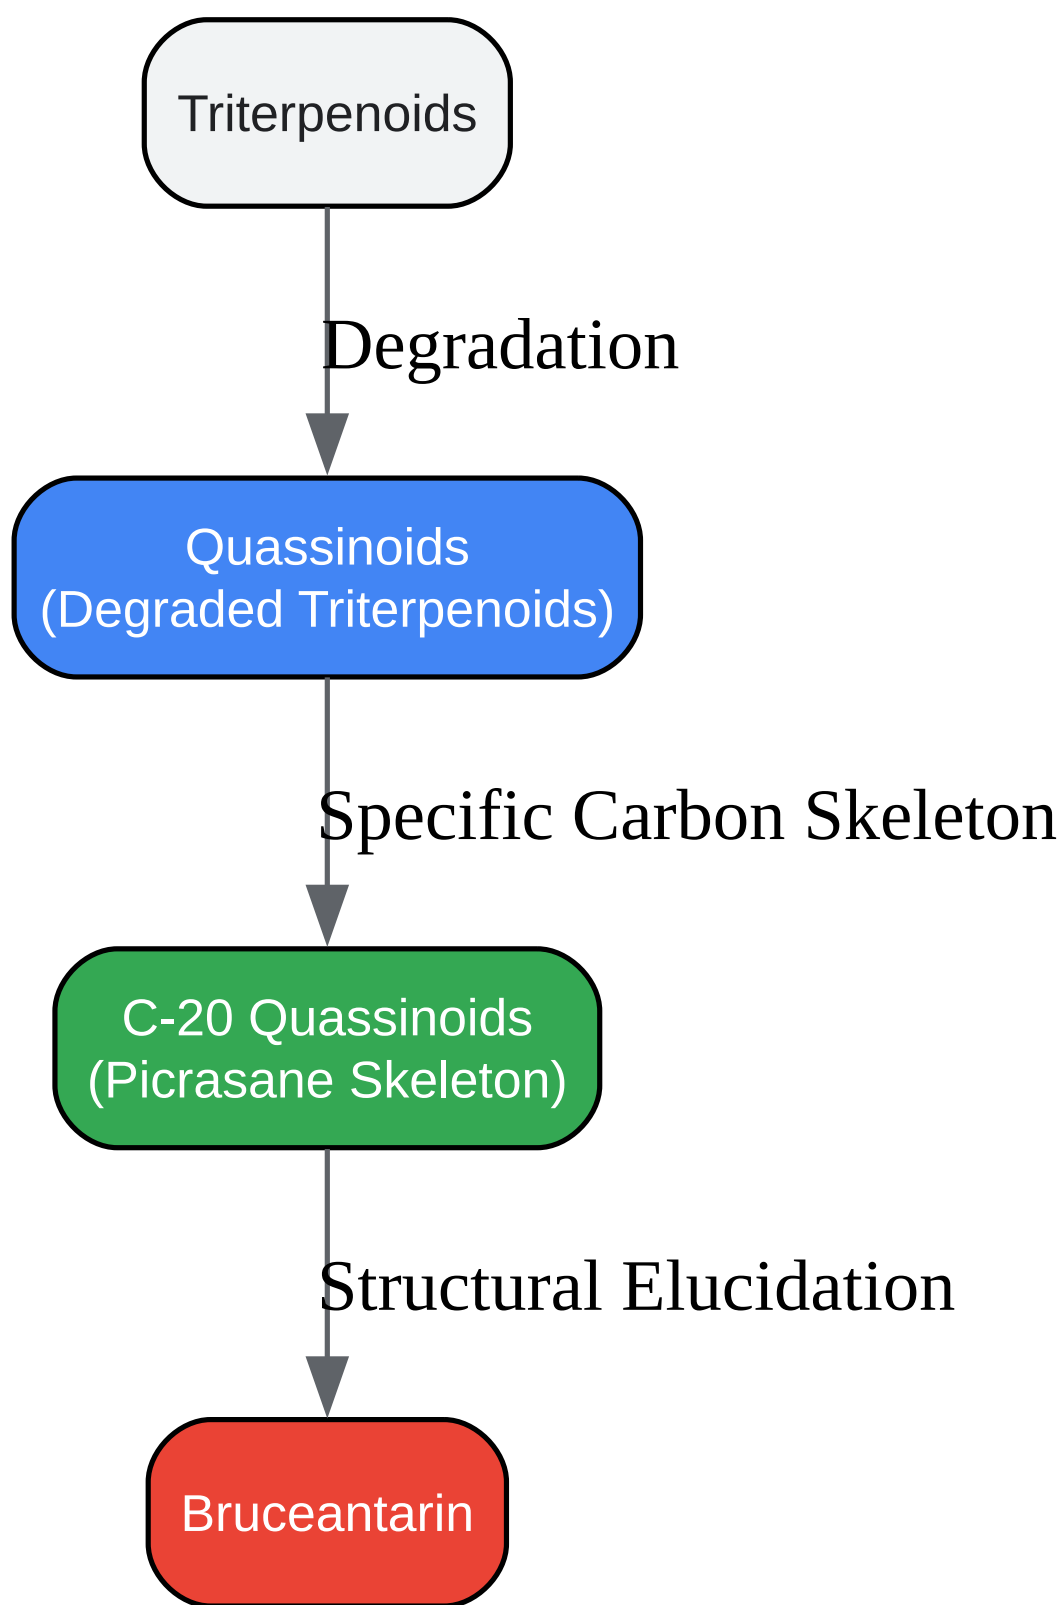 Triterpenoids
Degradation
Quassinoids
(Degraded Triterpenoids)
Specific Carbon Skeleton
C-20 Quassinoids
(Picrasane Skeleton)
Structural Elucidation
Bruceantarin